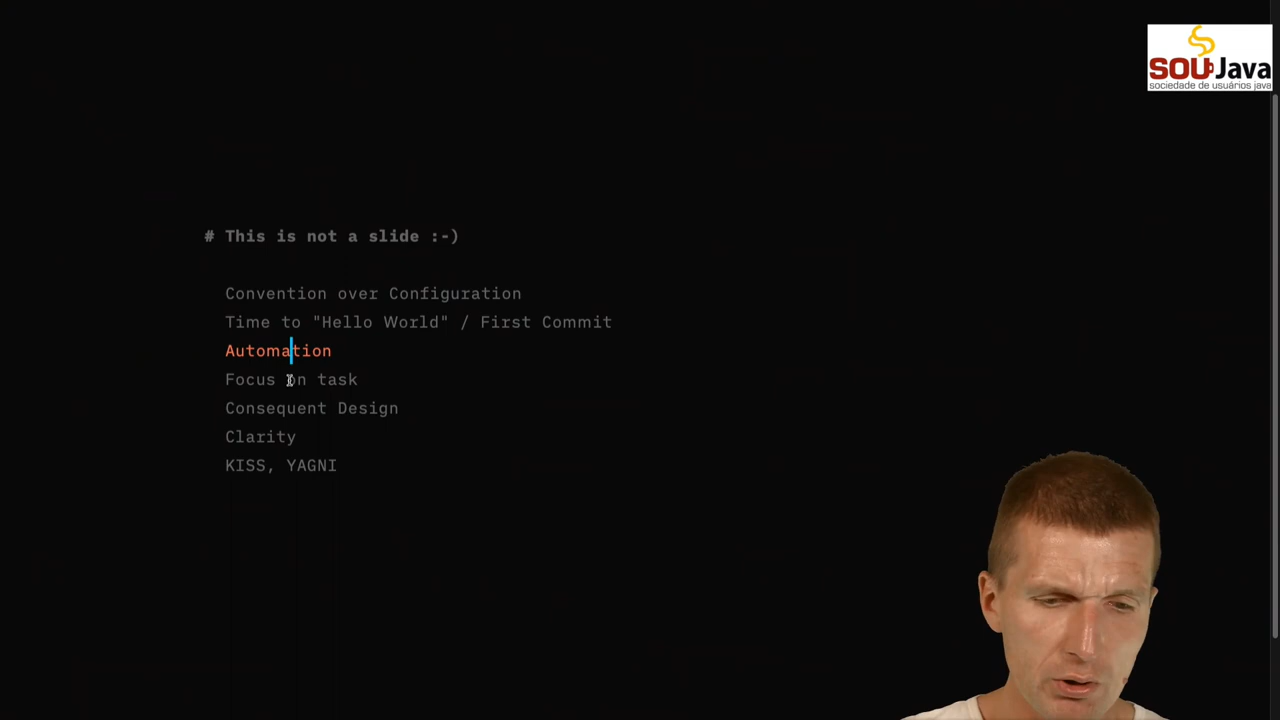 SOUJava
sociedade de usuários java
# This is not a slide :-)
Convention over Configuration
Time to "Hello World" / First Commit
Automation
Focus on task
Consequent Design
Clarity
KISS, YAGNI